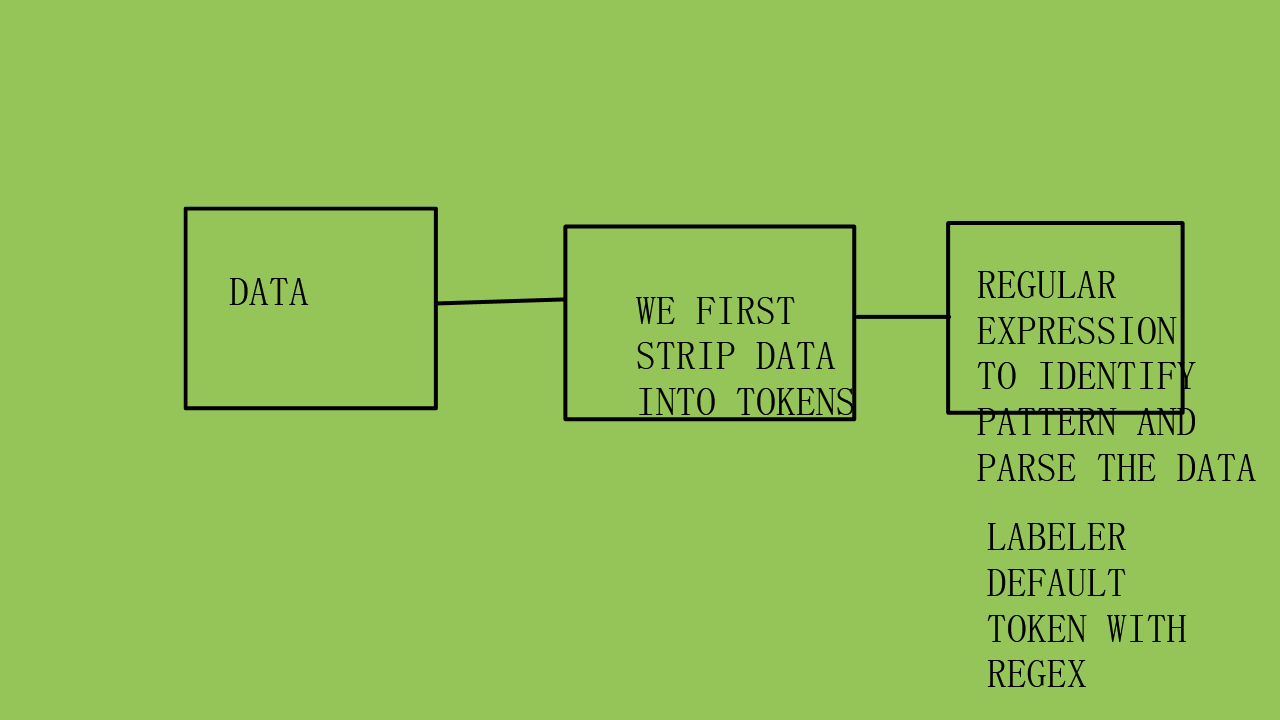 DATA
WE FIRST
STRIP DATA
INTO TOKENS
REGULAR
EXPRESSION
TO IDENTIFY
PATTERN AND
PARSE THE DATA
LABELER
DEFAULT
TOKEN WITH
REGEX